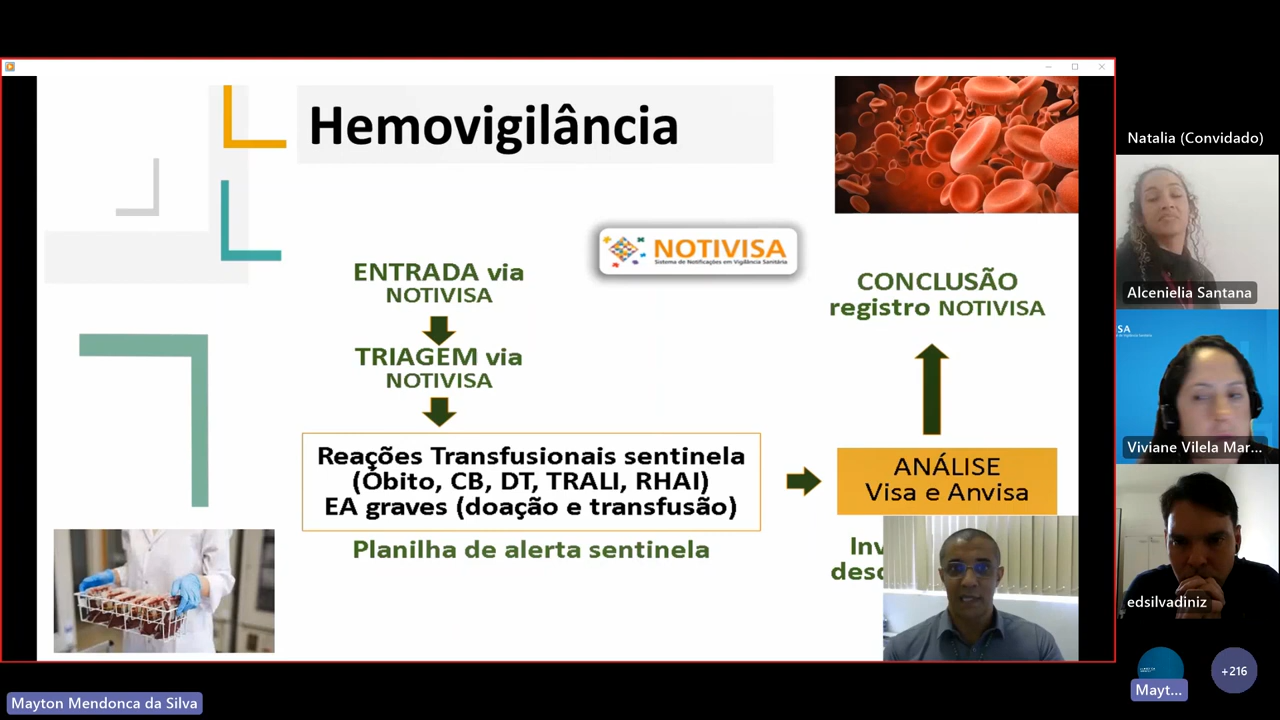 Hemovigilância
NOTIVISA
Sistema de Notificações em Vigilância Sanitária
ENTRADA via
NOTIVISA
TRIAGEM via
NOTIVISA
Reações Transfusionais sentinela
(Óbito, CB, DT, TRALI, RHAI)
EA graves (doação e transfusão)
Planilha de alerta sentinela
CONCLUSÃO
registro NOTIVISA
ANÁLISE
Visa e Anvisa
Inv
desc
Natalia (Convidado)
Alcenielia Santana
Viviane Vilela Mar...
edsilvadiniz
Mayt...
+216
Mayton Mendonca da Silva